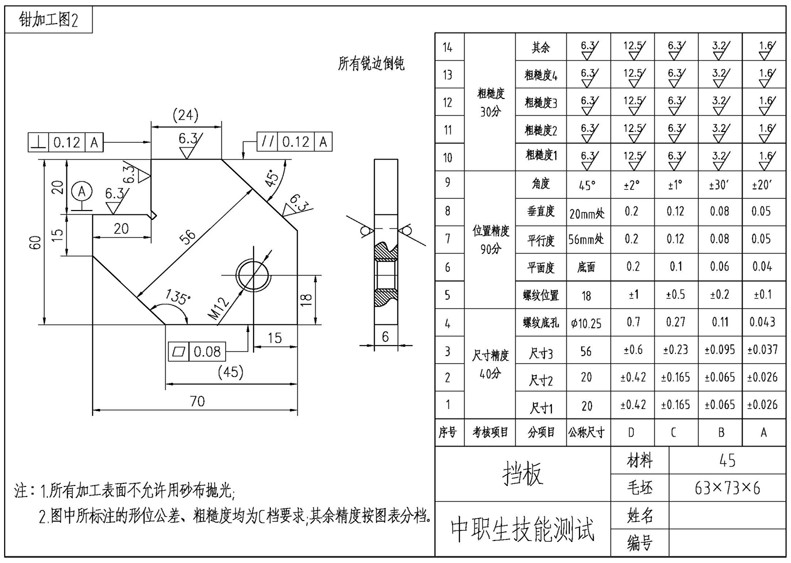 钳加工图2
所有锐边倒钝
(24)
6.3
⊥ 0.12 A
// 0.12 A
6.3
45°
20
A
6.3
6.3
20
56
60
15
135°
M12
18
▱ 0.08
15
6
(45)
70
注：1.所有加工表面不允许用砂布抛光;
2.图中所标注的形位公差、粗糙度均为C档要求;其余精度按图表分档。
14 其余 6.3 12.5 6.3 3.2 1.6
13 粗糙度4 6.3 12.5 6.3 3.2 1.6
粗糙度
30分
12 粗糙度3 6.3 12.5 6.3 3.2 1.6
11 粗糙度2 6.3 12.5 6.3 3.2 1.6
10 粗糙度1 6.3 12.5 6.3 3.2 1.6
9 角度 45° ±2° ±1° ±30′ ±20′
8 垂直度 20mm处 0.2 0.12 0.08 0.05
位置精度
90分
7 平行度 56mm处 0.2 0.12 0.08 0.05
6 平面度 底面 0.2 0.1 0.06 0.04
5 螺纹位置 18 ±1 ±0.5 ±0.2 ±0.1
4 螺纹底孔 Φ10.25 0.7 0.27 0.11 0.043
3 尺寸3 56 ±0.6 ±0.23 ±0.095 ±0.037
尺寸精度
40分
2 尺寸2 20 ±0.42 ±0.165 ±0.065 ±0.026
1 尺寸1 20 ±0.42 ±0.165 ±0.065 ±0.026
序号 考核项目 分项目 公称尺寸 D C B A
挡板 材料 45
毛坯 63×73×6
中职生技能测试 姓名
编号